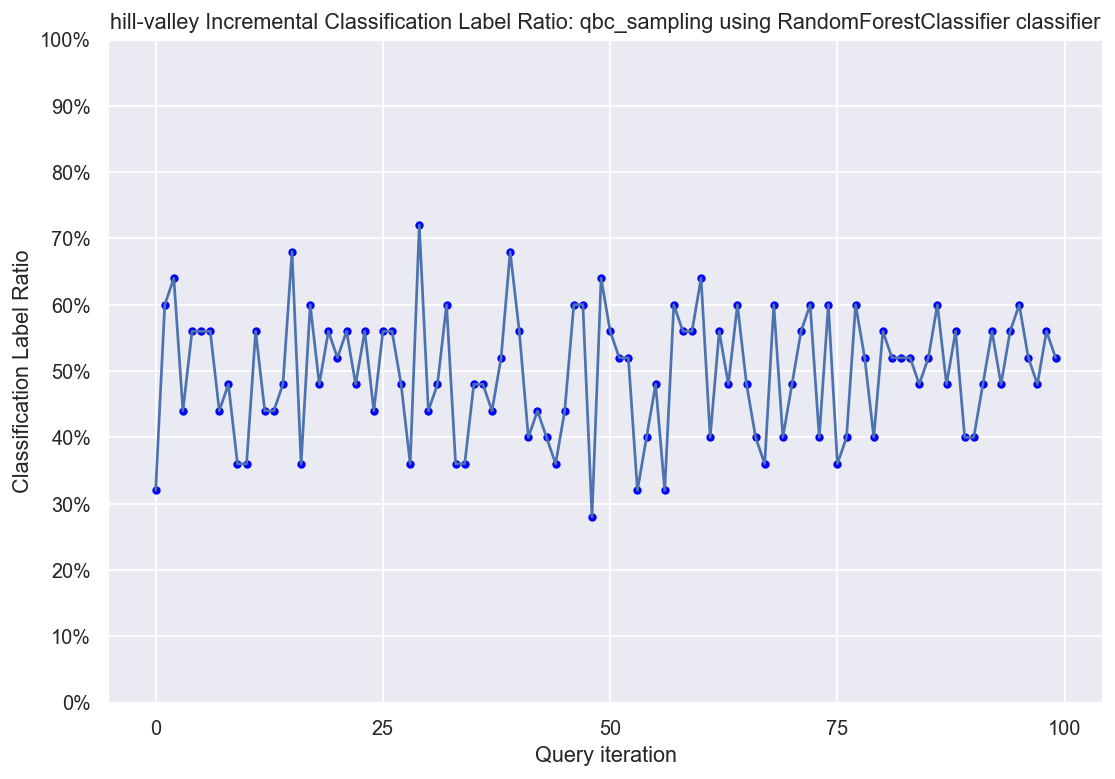 hill-valley Incremental Classification Label Ratio: qbc_sampling using RandomForestClassifier classifier
100%
90%
80%
70%
60%
50%
40%
30%
20%
10%
0%
Classification Label Ratio
0 25 50 75 100
Query iteration